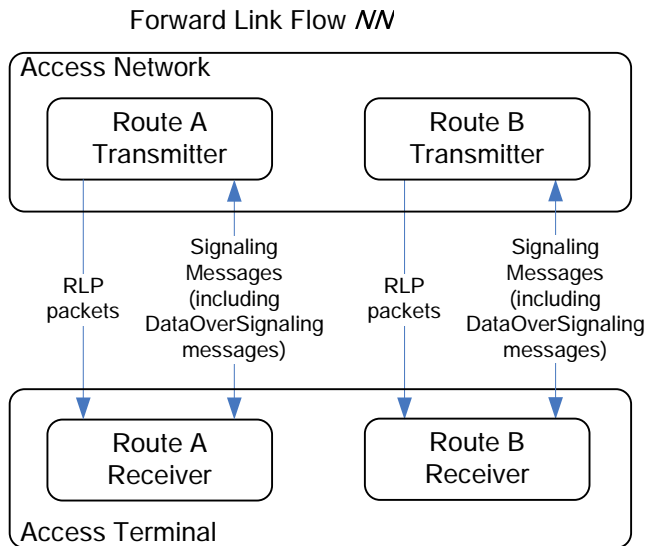 Forward Link Flow NN
Access Network
Route A
Transmitter
Route B
Transmitter
RLP
packets
Signaling
Messages
(including
DataOverSignaling
messages)
RLP
packets
Signaling
Messages
(including
DataOverSignaling
messages)
Route A
Receiver
Route B
Receiver
Access Terminal